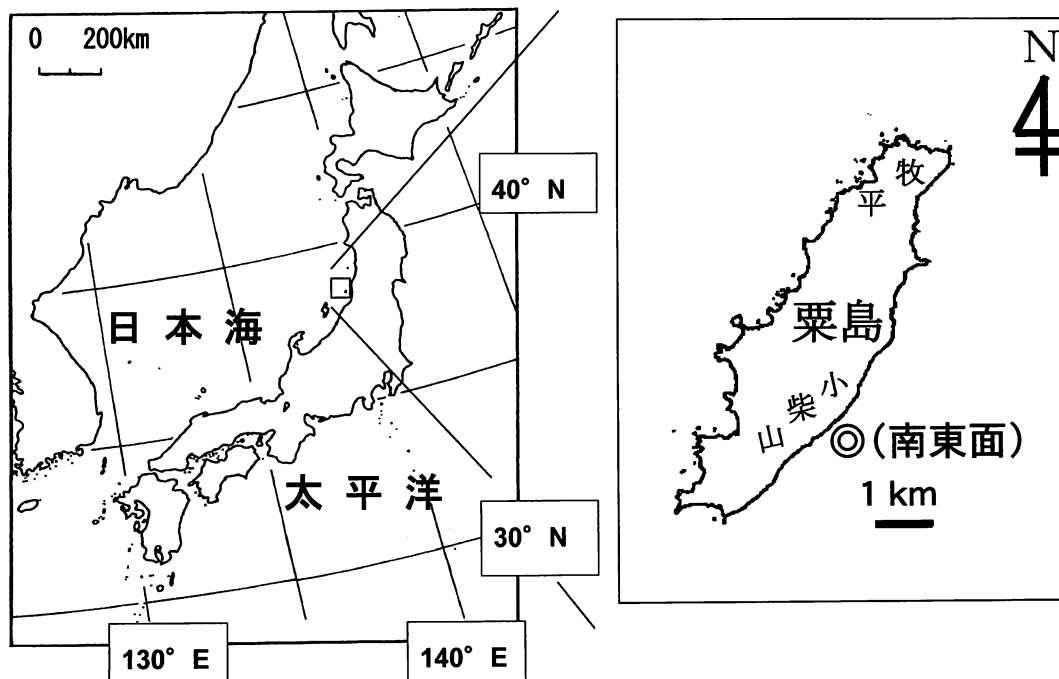 0 200km
40° N
日本海
太平洋
30° N
130° E
140° E
N
牧平
粟島
小柴山
◎(南東面)
1 km